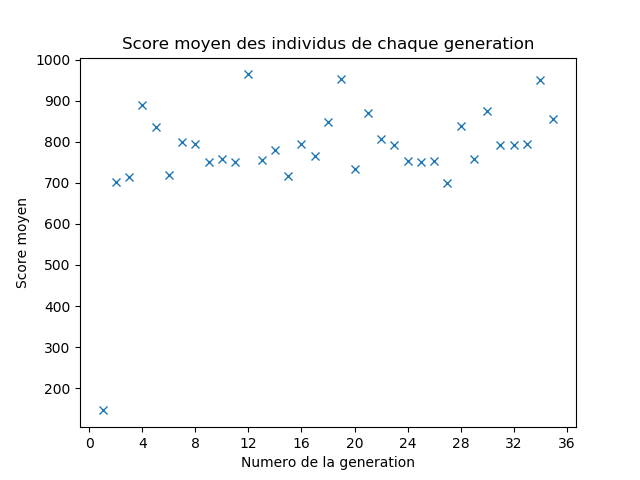 Score moyen des individus de chaque generation
1000
900
800
700
600
500
400
300
200
Score moyen
0 4 8 12 16 20 24 28 32 36
Numero de la generation